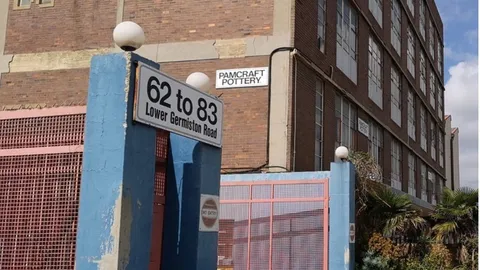 PAMCRAFT
POTTERY
62 to 83
Lower Germiston Road